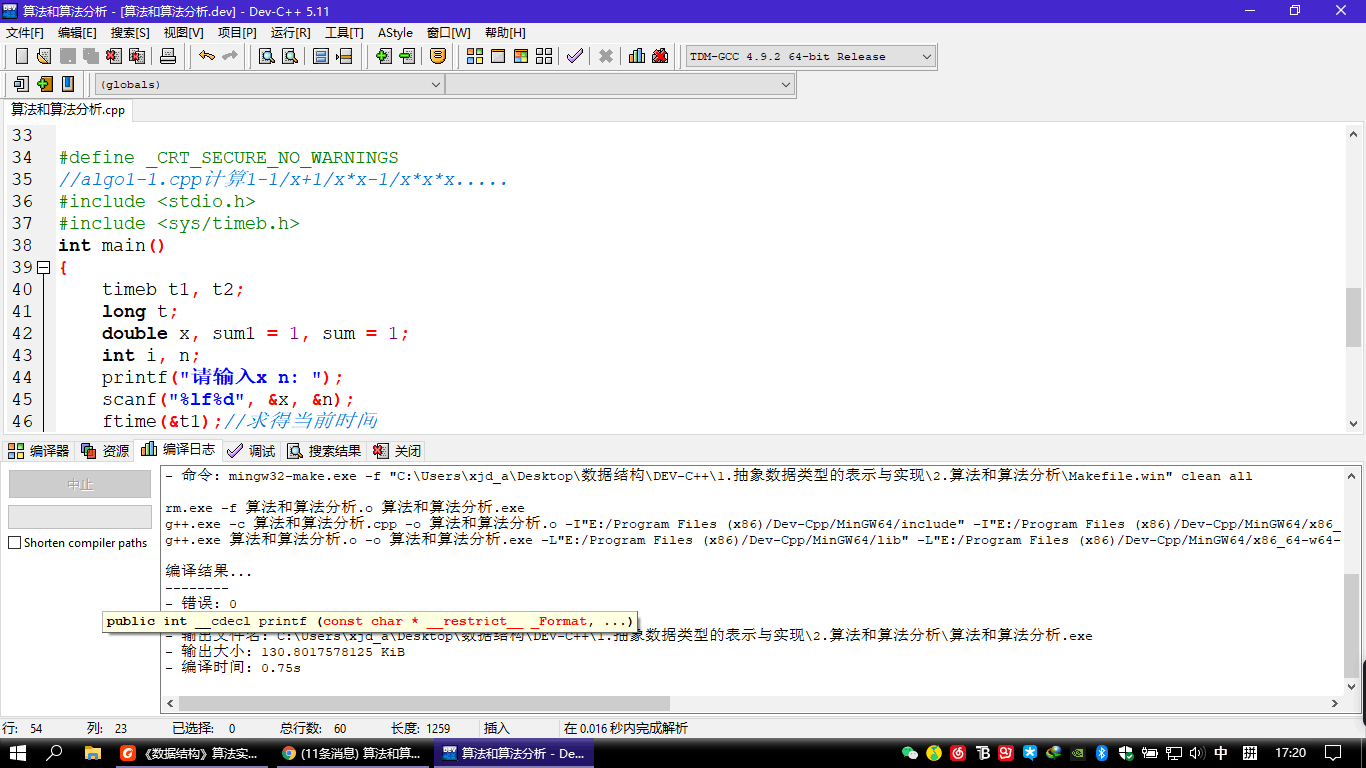 算法和算法分析 - [算法和算法分析.dev] - Dev-C++ 5.11
文件[F] 编辑[E] 搜索[S] 视图[V] 项目[P] 运行[R] 工具[T] AStyle 窗口[W] 帮助[H]
TDM-GCC 4.9.2 64-bit Release
(globals)
算法和算法分析.cpp
33
34 #define _CRT_SECURE_NO_WARNINGS
35 //algo1-1.cpp计算1-1/x+1/x*x-1/x*x*x.....
36 #include <stdio.h>
37 #include <sys/timeb.h>
38 int main()
39 {
40 timeb t1, t2;
41 long t;
42 double x, sum1 = 1, sum = 1;
43 int i, n;
44 printf("请输入x n: ");
45 scanf("%lf%d", &x, &n);
46 ftime(&t1);//求得当前时间
编译器 资源 编译日志 调试 搜索结果 关闭
中止
Shorten compiler paths
- 命令: mingw32-make.exe -f "C:\Users\xjd_a\Desktop\数据结构\DEV-C++\1.抽象数据类型的表示与实现\2.算法和算法分析\Makefile.win" clean all
rm.exe -f 算法和算法分析.o 算法和算法分析.exe
g++.exe -c 算法和算法分析.cpp -o 算法和算法分析.o -I"E:/Program Files (x86)/Dev-Cpp/MinGW64/include" -I"E:/Program Files (x86)/Dev-Cpp/MinGW64/x86_
g++.exe 算法和算法分析.o -o 算法和算法分析.exe -L"E:/Program Files (x86)/Dev-Cpp/MinGW64/lib" -L"E:/Program Files (x86)/Dev-Cpp/MinGW64/x86_64-w64-
编译结果...
--------
- 错误: 0
public int __cdecl printf (const char * __restrict__ _Format, ...)
- 输出文件名: C:\Users\xjd_a\Desktop\数据结构\DEV-C++\1.抽象数据类型的表示与实现\2.算法和算法分析\算法和算法分析.exe
- 输出大小: 130.8017578125 KiB
- 编译时间: 0.75s
行: 54 列: 23 已选择: 0 总行数: 60 长度: 1259 插入 在 0.016 秒内完成解析
《数据结构》算法实... (11条消息) 算法和算... 算法和算法分析 - De... 中 拼 17:20